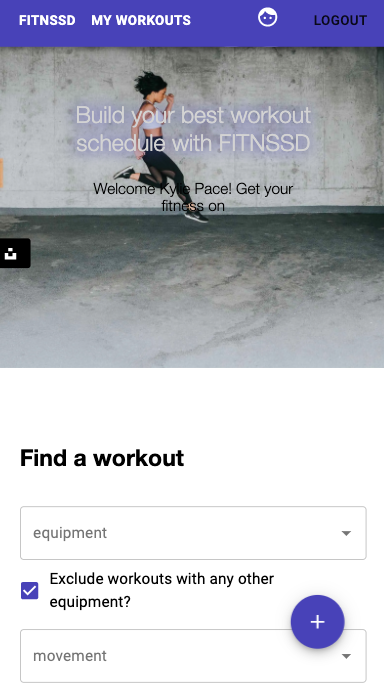 FITNSSD MY WORKOUTS LOGOUT
Build your best workout
schedule with FITNSSD
Welcome Kylie Pace! Get your
fitness on
Find a workout
equipment
Exclude workouts with any other
equipment?
movement